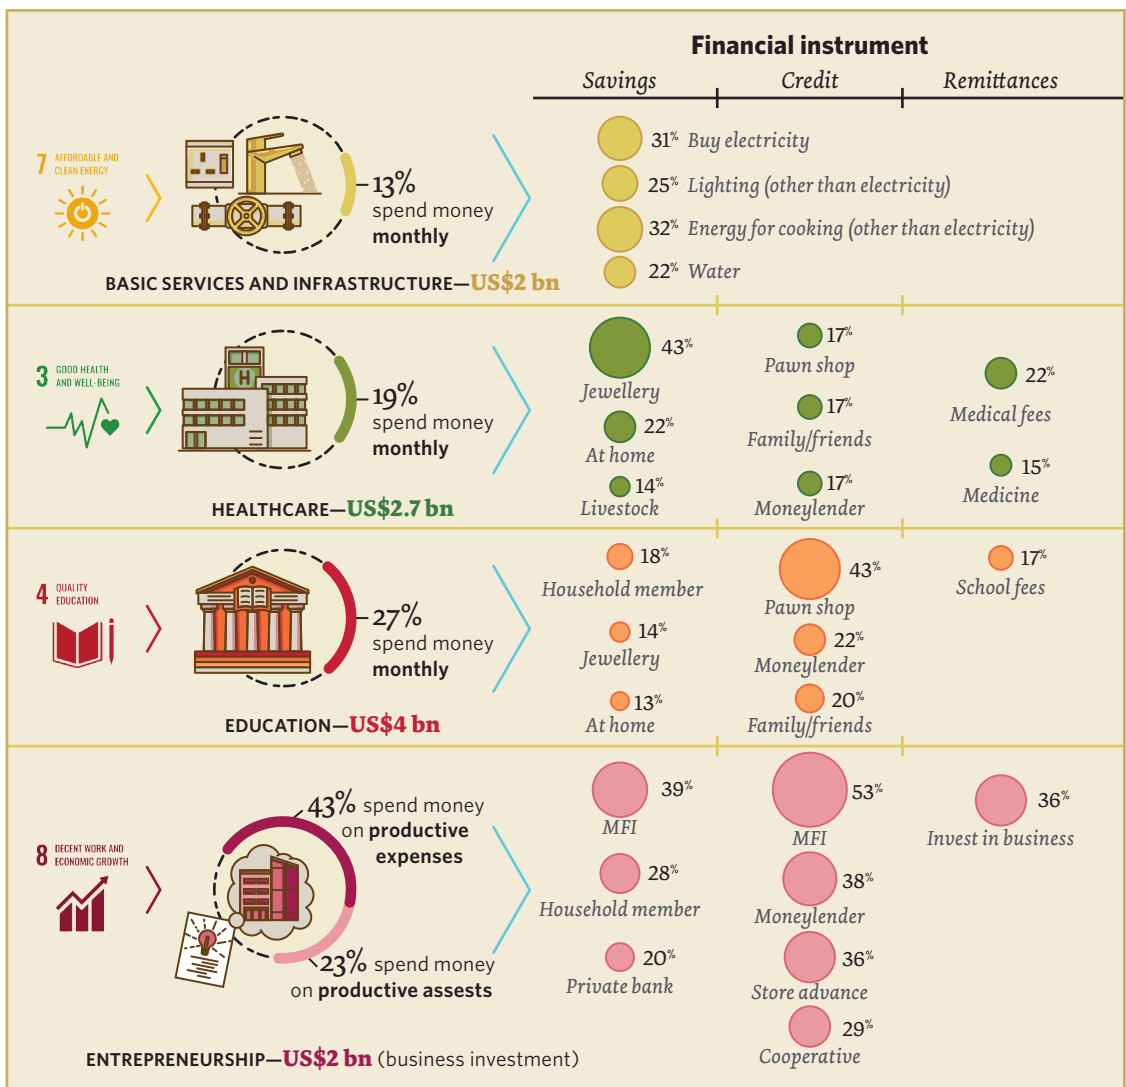 Financial instrument
Savings
Credit
Remittances
7 AFFORDABLE AND
CLEAN ENERGY
13%
spend money
monthly
BASIC SERVICES AND INFRASTRUCTURE—US$2 bn
31% Buy electricity
25% Lighting (other than electricity)
32% Energy for cooking (other than electricity)
22% Water
3 GOOD HEALTH
AND WELL-BEING
H
19%
spend money
monthly
HEALTHCARE—US$2.7 bn
43%
Jewellery
22%
At home
14%
Livestock
17%
Pawn shop
17%
Family/friends
17%
Moneylender
22%
Medical fees
15%
Medicine
4 QUALITY
EDUCATION
27%
spend money
monthly
EDUCATION—US$4 bn
18%
Household member
14%
Jewellery
13%
At home
43%
Pawn shop
22%
Moneylender
20%
Family/friends
17%
School fees
8 DECENT WORK AND
ECONOMIC GROWTH
43% spend money
on productive
expenses
23% spend money
on productive assests
ENTREPRENEURSHIP—US$2 bn (business investment)
39%
MFI
28%
Household member
20%
Private bank
53%
MFI
38%
Moneylender
36%
Store advance
29%
Cooperative
36%
Invest in business